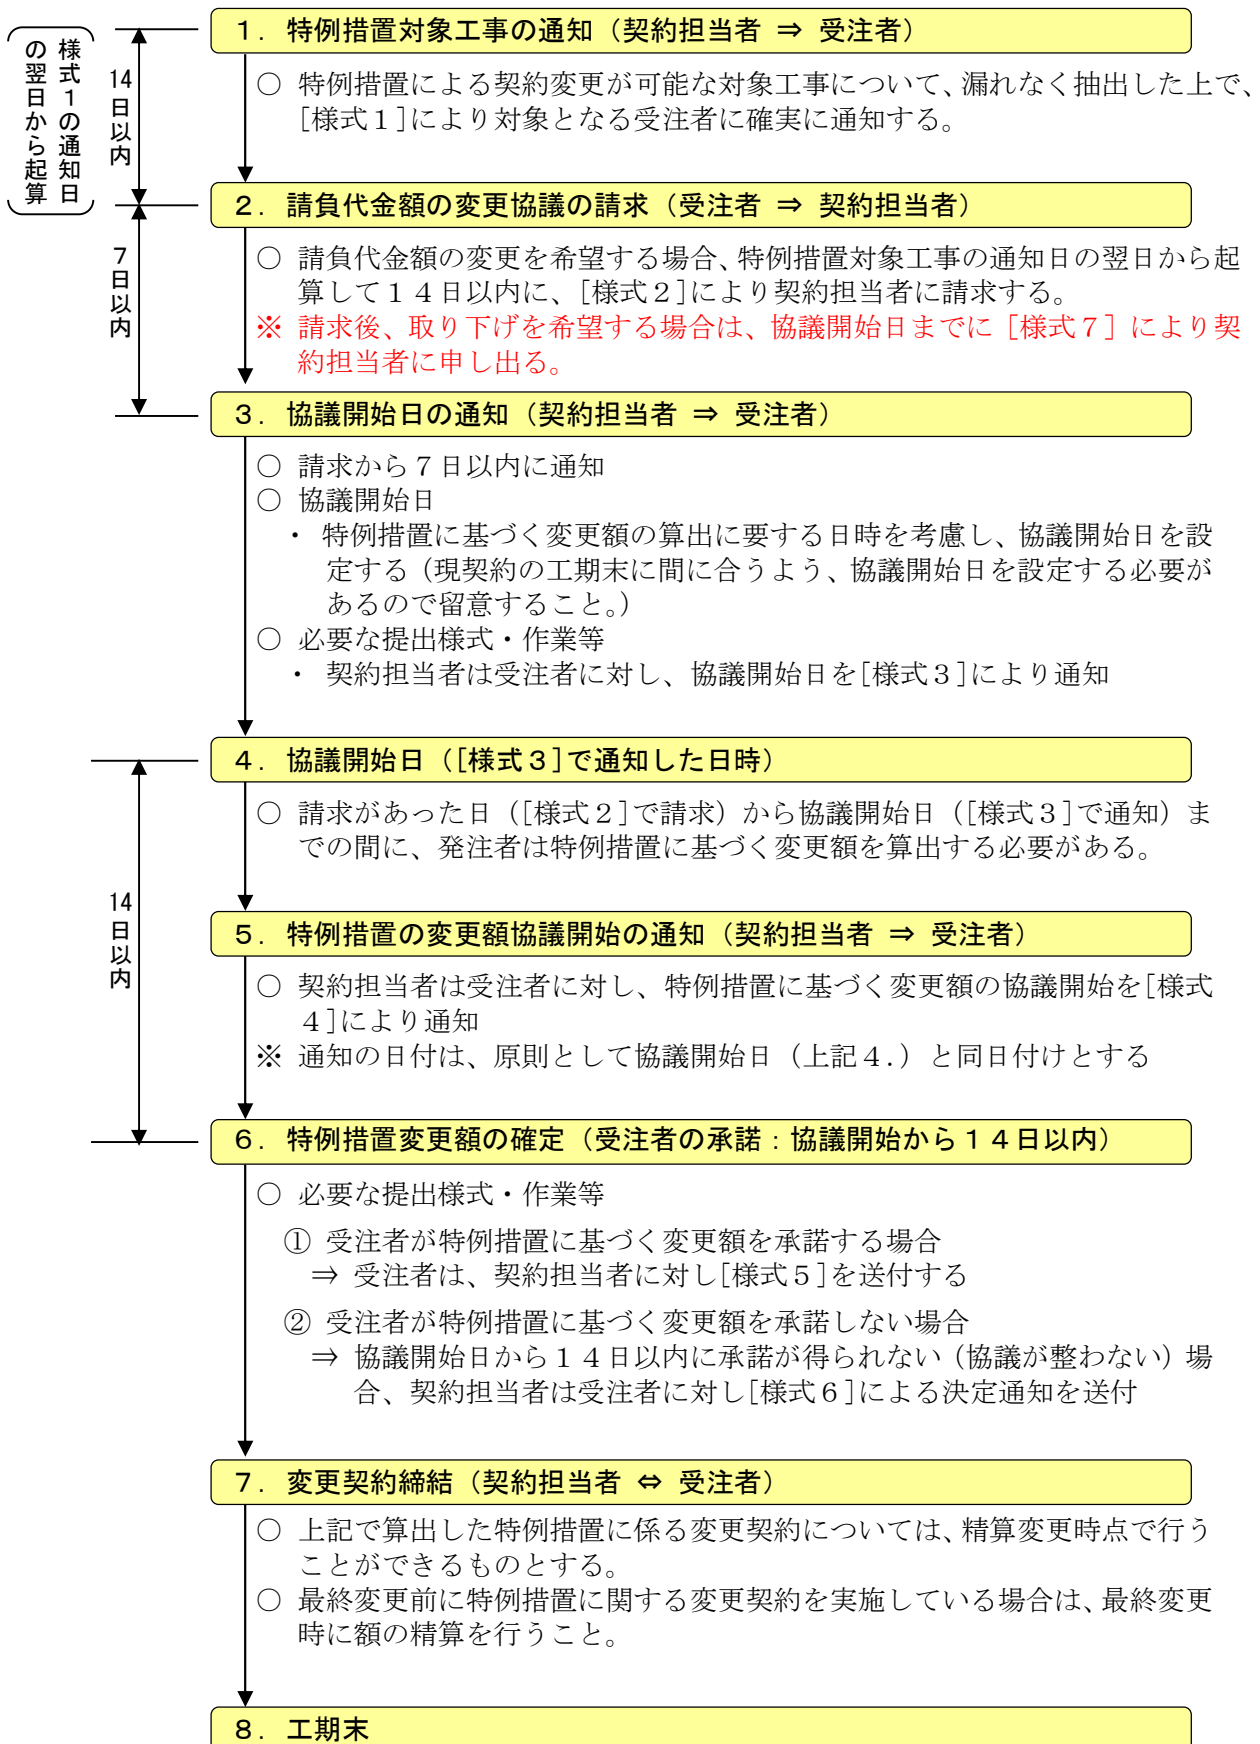 様式１の通知日
の翌日から起算
14日以内
１．特例措置対象工事の通知（契約担当者 ⇒ 受注者）
○ 特例措置による契約変更が可能な対象工事について、漏れなく抽出した上で、
［様式１］により対象となる受注者に確実に通知する。
２．請負代金額の変更協議の請求（受注者 ⇒ 契約担当者）
7日以内
○ 請負代金額の変更を希望する場合、特例措置対象工事の通知日の翌日から起
算して１４日以内に、［様式２］により契約担当者に請求する。
※ 請求後、取り下げを希望する場合は、協議開始日までに［様式７］により契
約担当者に申し出る。
３．協議開始日の通知（契約担当者 ⇒ 受注者）
○ 請求から７日以内に通知
○ 協議開始日
・ 特例措置に基づく変更額の算出に要する日時を考慮し、協議開始日を設
定する（現契約の工期末に間に合うよう、協議開始日を設定する必要が
あるので留意すること。）
○ 必要な提出様式・作業等
・ 契約担当者は受注者に対し、協議開始日を［様式３］により通知
４．協議開始日（［様式３］で通知した日時）
○ 請求があった日（［様式２］で請求）から協議開始日（［様式３］で通知）ま
での間に、発注者は特例措置に基づく変更額を算出する必要がある。
14日以内
５．特例措置の変更額協議開始の通知（契約担当者 ⇒ 受注者）
○ 契約担当者は受注者に対し、特例措置に基づく変更額の協議開始を［様式
４］により通知
※ 通知の日付は、原則として協議開始日（上記４．）と同日付けとする
６．特例措置変更額の確定（受注者の承諾：協議開始から１４日以内）
○ 必要な提出様式・作業等
① 受注者が特例措置に基づく変更額を承諾する場合
⇒ 受注者は、契約担当者に対し［様式５］を送付する
② 受注者が特例措置に基づく変更額を承諾しない場合
⇒ 協議開始日から１４日以内に承諾が得られない（協議が整わない）場
合、契約担当者は受注者に対し［様式６］による決定通知を送付
７．変更契約締結（契約担当者 ⇔ 受注者）
○ 上記で算出した特例措置に係る変更契約については、精算変更時点で行う
ことができるものとする。
○ 最終変更前に特例措置に関する変更契約を実施している場合は、最終変更
時に額の精算を行うこと。
８．工期末